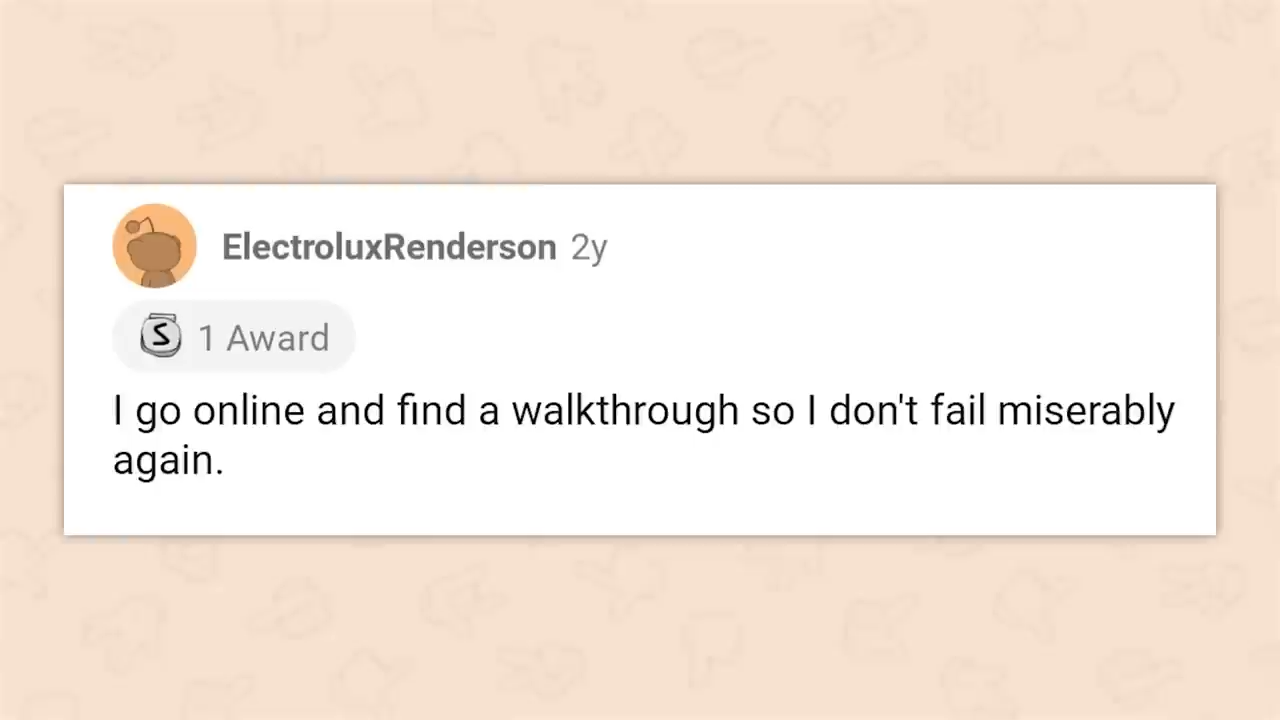 ElectroluxRenderson 2y
S 1 Award
I go online and find a walkthrough so I don't fail miserably
again.